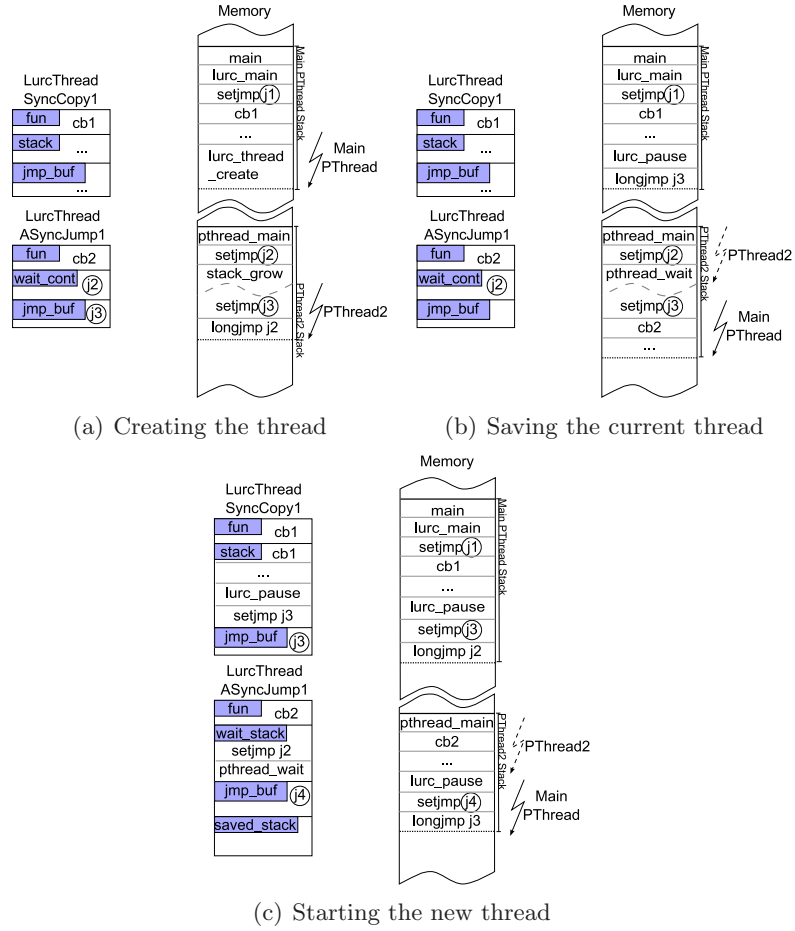 Memory
LurcThread
SyncCopy1
fun cb1
stack ...
jmp_buf
...
LurcThread
ASyncJump1
fun cb2
wait_cont j2
jmp_buf j3
main
lurc_main
setjmp j1
cb1
...
lurc_thread
_create
Main PThread Stack
Main
PThread
pthread_main
setjmp j2
stack_grow
setjmp j3
longjmp j2
PThread2 Stack
PThread2
(a) Creating the thread
Memory
LurcThread
SyncCopy1
fun cb1
stack ...
jmp_buf
...
LurcThread
ASyncJump1
fun cb2
wait_cont j2
jmp_buf
main
lurc_main
setjmp j1
cb1
...
lurc_pause
longjmp j3
Main PThread Stack
pthread_main
setjmp j2
pthread_wait
setjmp j3
cb2
...
PThread2 Stack
PThread2
Main
PThread
(b) Saving the current thread
Memory
LurcThread
SyncCopy1
fun cb1
stack cb1
...
lurc_pause
setjmp j3
jmp_buf j3
LurcThread
ASyncJump1
fun cb2
wait_stack
setjmp j2
pthread_wait
jmp_buf j4
saved_stack
main
lurc_main
setjmp j1
cb1
...
lurc_pause
setjmp j3
longjmp j2
Main PThread Stack
pthread_main
cb2
...
lurc_pause
setjmp j4
longjmp j3
PThread2 Stack
PThread2
Main
PThread
(c) Starting the new thread